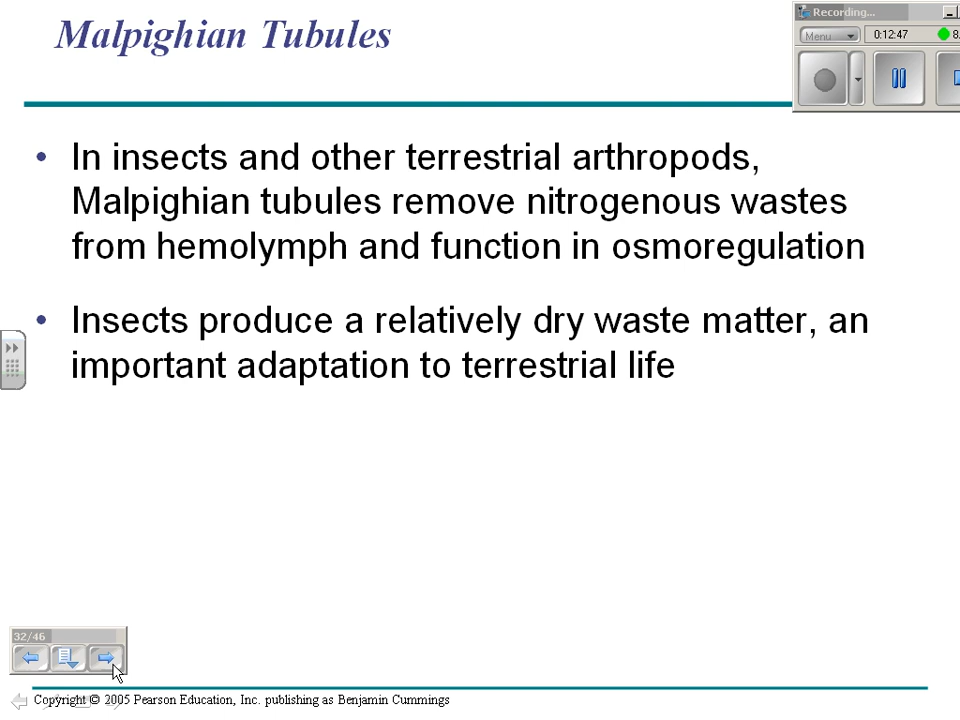 Malpighian Tubules
Recording...
Menu
0:12:47
8
• In insects and other terrestrial arthropods,
Malpighian tubules remove nitrogenous wastes
from hemolymph and function in osmoregulation
• Insects produce a relatively dry waste matter, an
important adaptation to terrestrial life
32/46
Copyright © 2005 Pearson Education, Inc. publishing as Benjamin Cummings